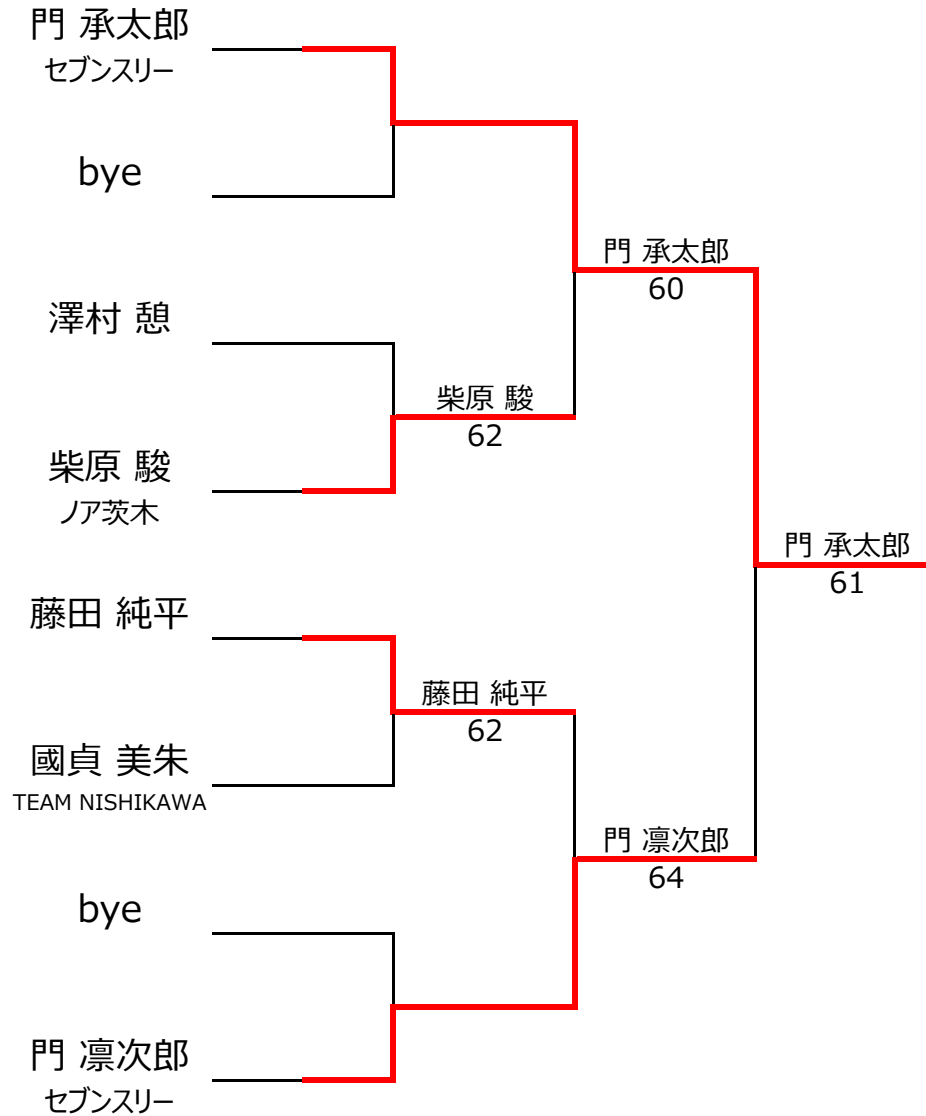 門 承太郎
セブンスリー
bye
門 承太郎
60
澤村 憩
柴原 駿
62
柴原 駿
ノア茨木
門 承太郎
61
藤田 純平
藤田 純平
62
國貞 美朱
TEAM NISHIKAWA
門 凛次郎
64
bye
門 凛次郎
セブンスリー